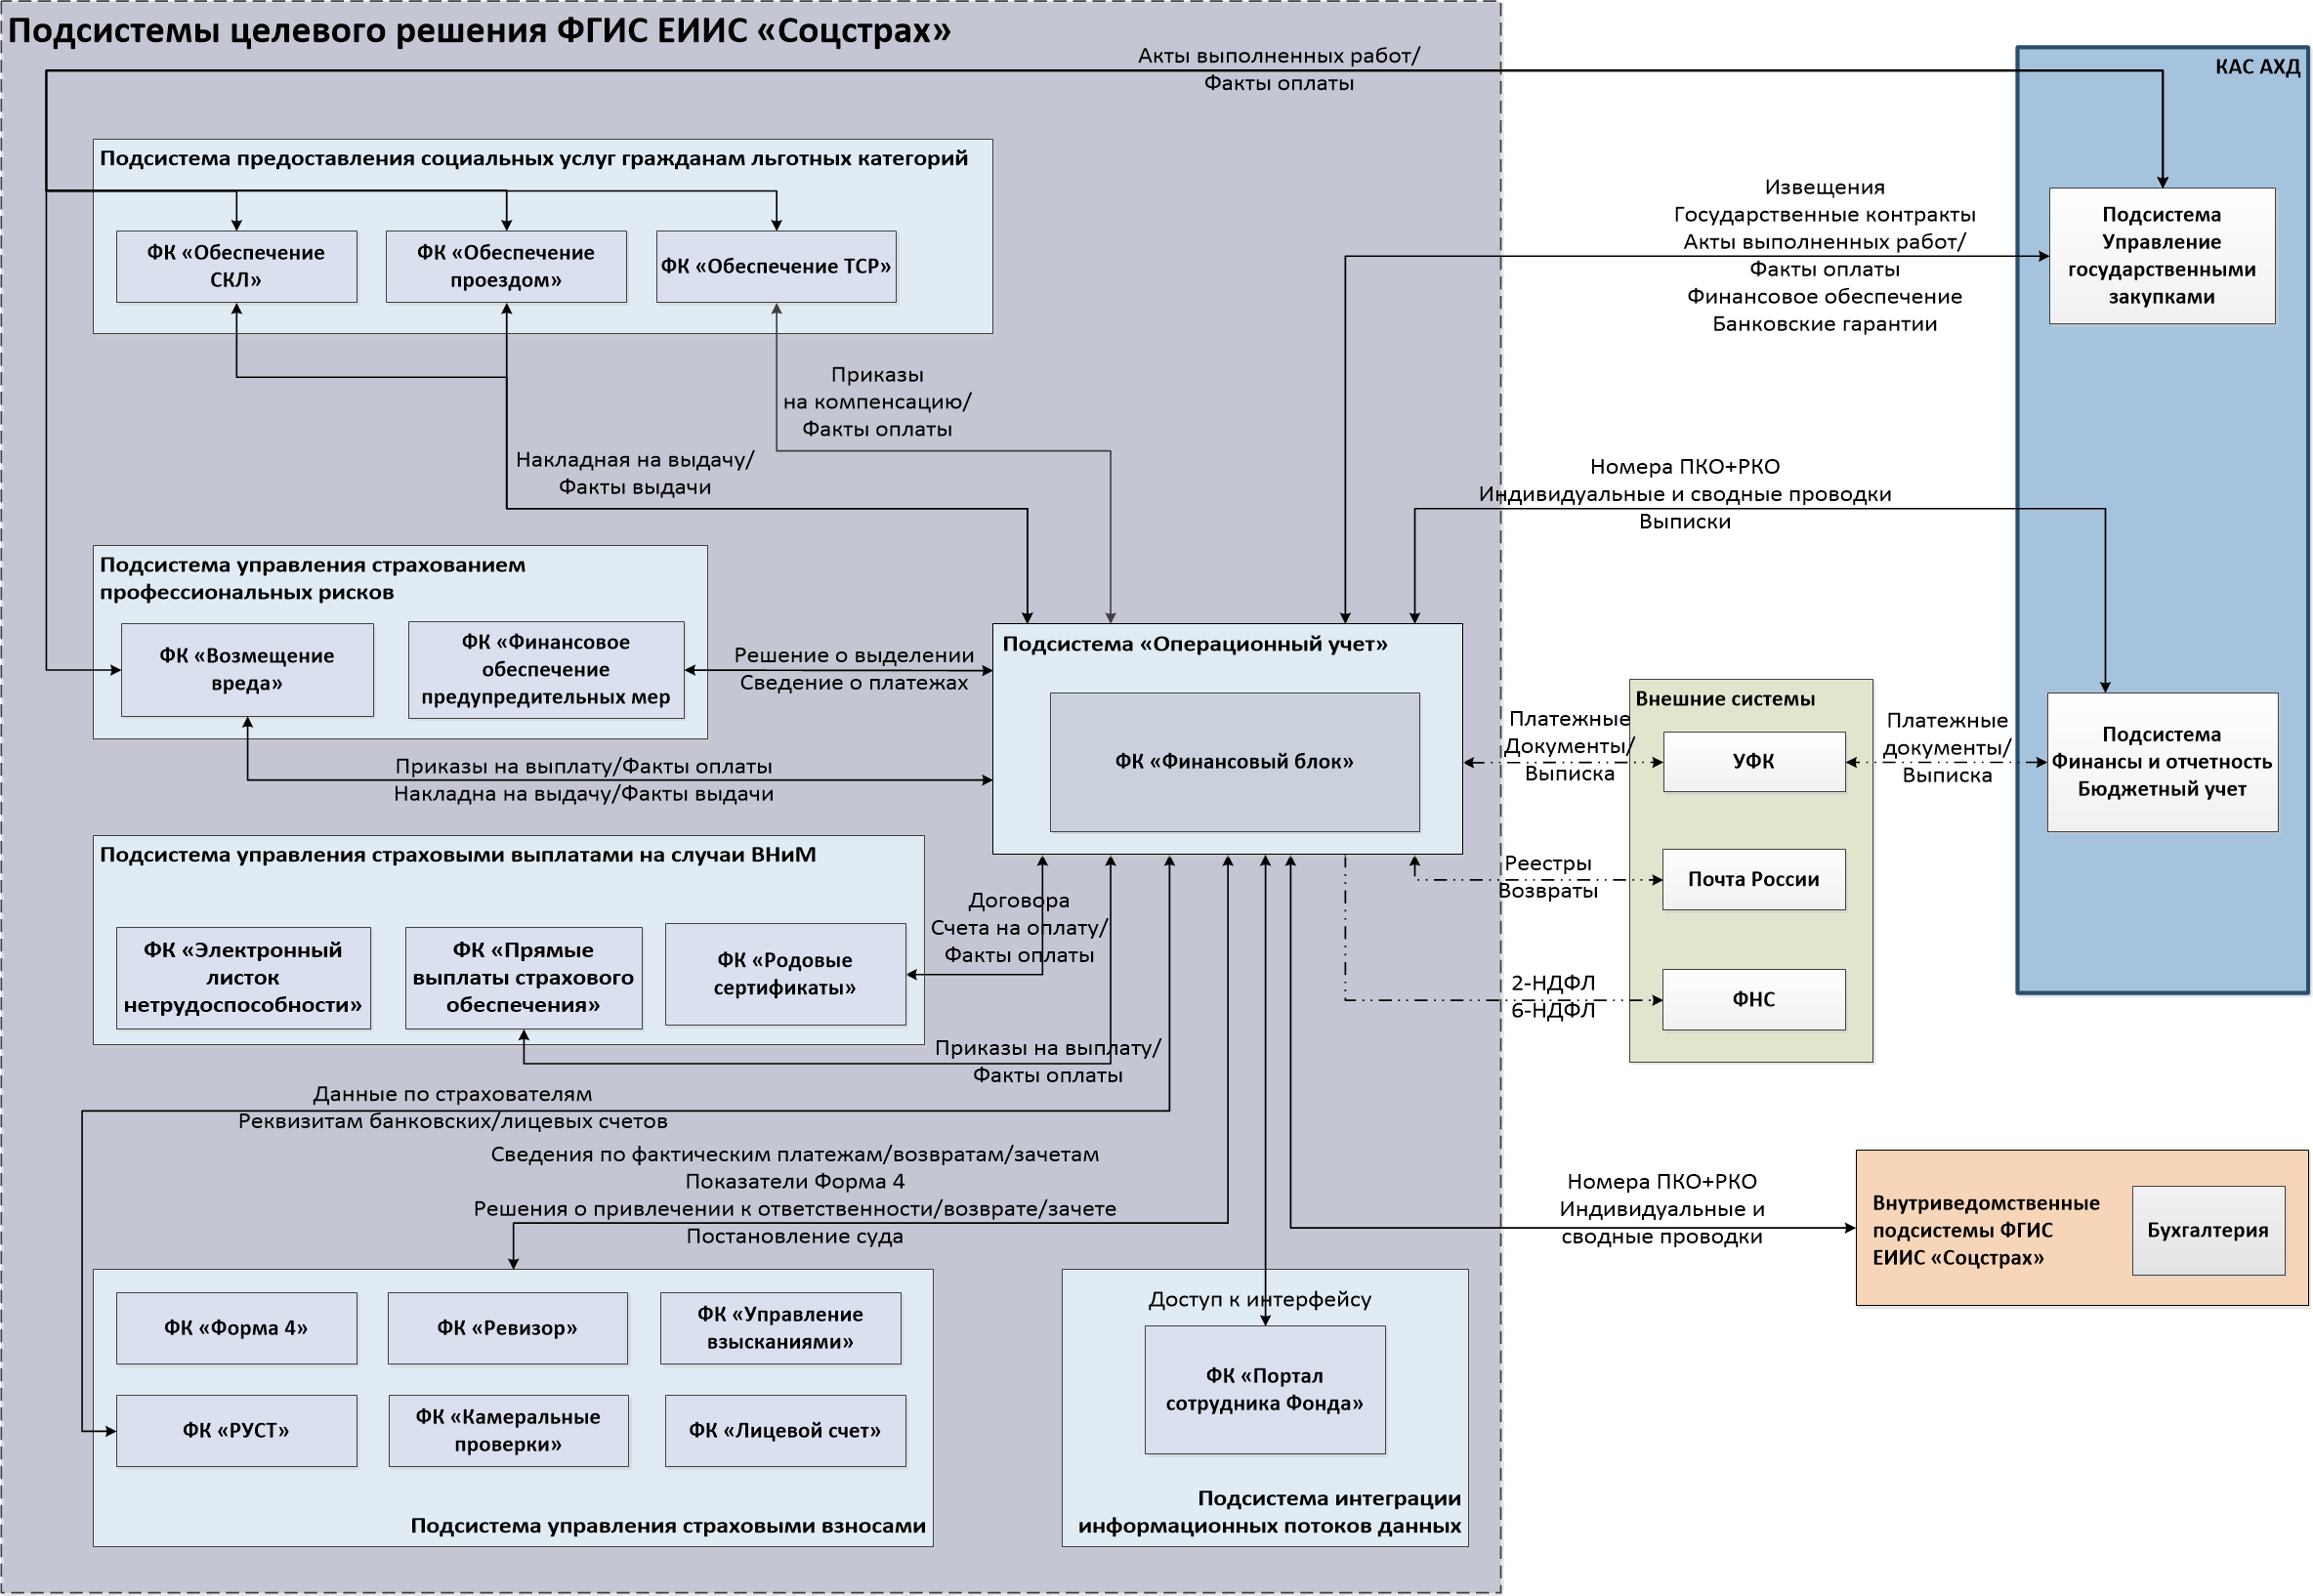 Подсистемы целевого решения ФГИС ЕИИС «Соцстрах»
Акты выполненных работ/
Факты оплаты
КАС АХД
Подсистема предоставления социальных услуг гражданам льготных категорий
ФК «Обеспечение
СКЛ»
ФК «Обеспечение
проездом»
ФК «Обеспечение ТСР»
Извещения
Государственные контракты
Акты выполненных работ/
Факты оплаты
Финансовое обеспечение
Банковские гарантии
Подсистема
Управление
государственными
закупками
Приказы
на компенсацию/
Факты оплаты
Накладная на выдачу/
Факты выдачи
Номера ПКО+РКО
Индивидуальные и сводные проводки
Выписки
Подсистема управления страхованием
профессиональных рисков
ФК «Возмещение
вреда»
ФК «Финансовое
обеспечение
предупредительных мер
Решение о выделении
Сведение о платежах
Подсистема «Операционный учет»
ФК «Финансовый блок»
Приказы на выплату/Факты оплаты
Накладна на выдачу/Факты выдачи
Платежные
Документы/
Выписка
Внешние системы
УФК
Почта России
ФНС
Платежные
документы/
Выписка
Подсистема
Финансы и отчетность
Бюджетный учет
Реестры
Возвраты
2-НДФЛ
6-НДФЛ
Подсистема управления страховыми выплатами на случаи ВНиМ
ФК «Электронный
листок
нетрудоспособности»
ФК «Прямые
выплаты страхового
обеспечения»
ФК «Родовые
сертификаты»
Договора
Счета на оплату/
Факты оплаты
Приказы на выплату/
Факты оплаты
Данные по страхователям
Реквизитам банковских/лицевых счетов
Сведения по фактическим платежам/возвратам/зачетам
Показатели Форма 4
Решения о привлечении к ответственности/возврате/зачете
Постановление суда
Номера ПКО+РКО
Индивидуальные и
сводные проводки
Внутриведомственные
подсистемы ФГИС
ЕИИС «Соцстрах»
Бухгалтерия
ФК «Форма 4»
ФК «Ревизор»
ФК «Управление
взысканиями»
ФК «РУСТ»
ФК «Камеральные
проверки»
ФК «Лицевой счет»
Подсистема управления страховыми взносами
Доступ к интерфейсу
ФК «Портал
сотрудника Фонда»
Подсистема интеграции
информационных потоков данных